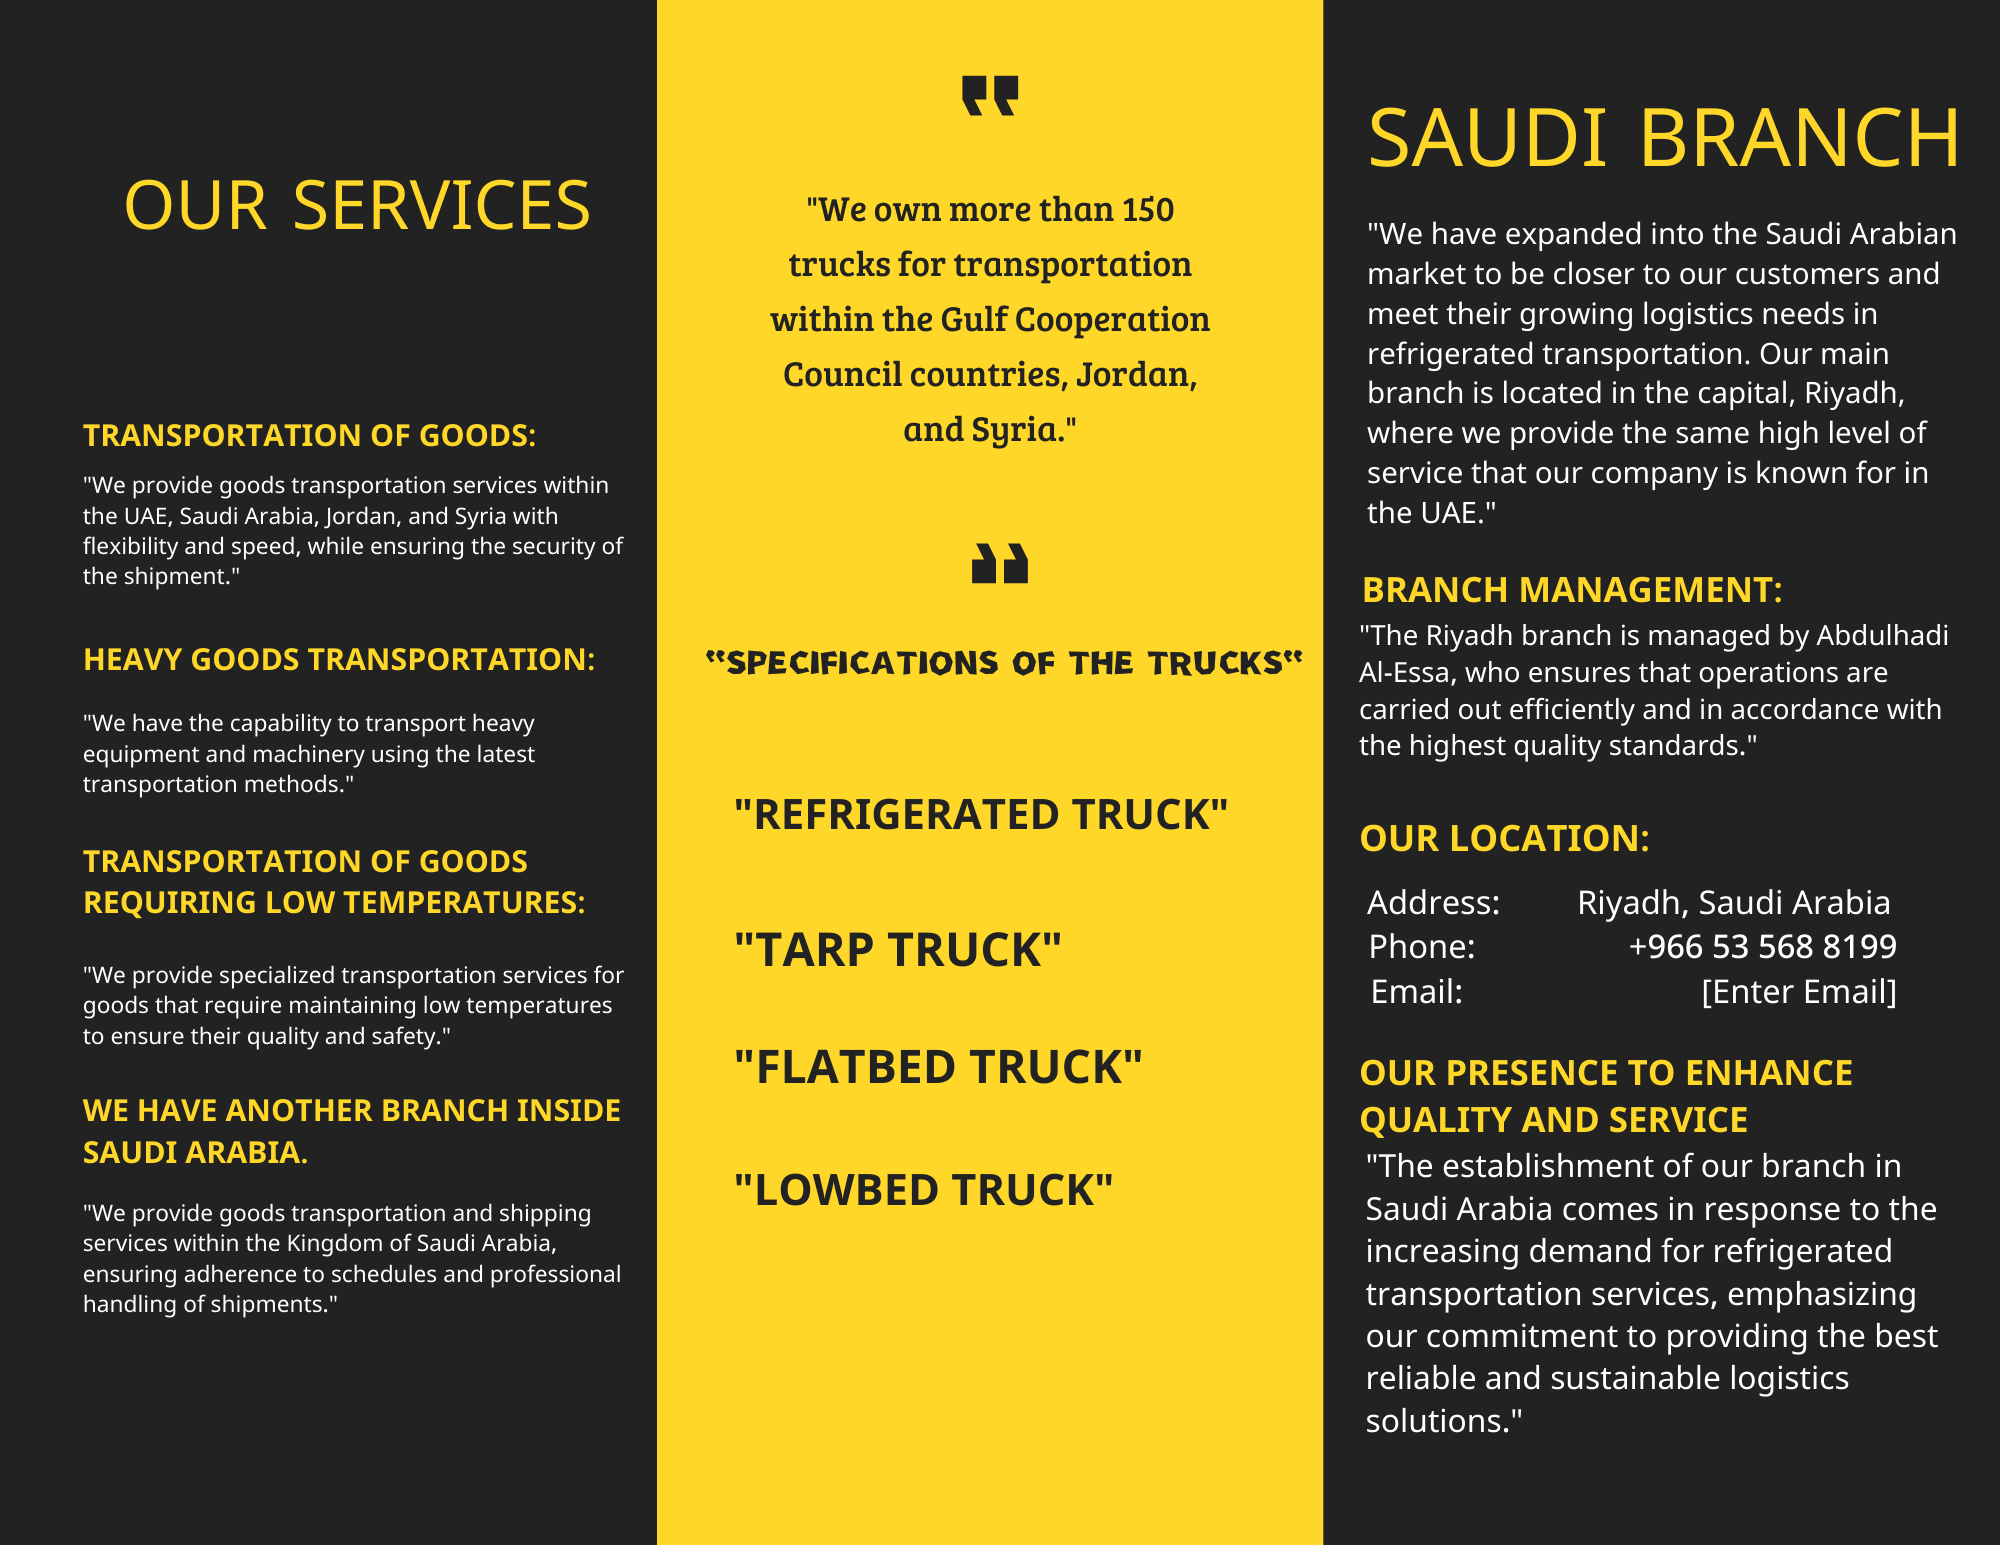 OUR SERVICES
TRANSPORTATION OF GOODS:
"We provide goods transportation services within
the UAE, Saudi Arabia, Jordan, and Syria with
flexibility and speed, while ensuring the security of
the shipment."
HEAVY GOODS TRANSPORTATION:
"We have the capability to transport heavy
equipment and machinery using the latest
transportation methods."
TRANSPORTATION OF GOODS
REQUIRING LOW TEMPERATURES:
"We provide specialized transportation services for
goods that require maintaining low temperatures
to ensure their quality and safety."
WE HAVE ANOTHER BRANCH INSIDE
SAUDI ARABIA.
"We provide goods transportation and shipping
services within the Kingdom of Saudi Arabia,
ensuring adherence to schedules and professional
handling of shipments."
"We own more than 150
trucks for transportation
within the Gulf Cooperation
Council countries, Jordan,
and Syria."
"SPECIFICATIONS OF THE TRUCKS"
"REFRIGERATED TRUCK"
"TARP TRUCK"
"FLATBED TRUCK"
"LOWBED TRUCK"
SAUDI BRANCH
"We have expanded into the Saudi Arabian
market to be closer to our customers and
meet their growing logistics needs in
refrigerated transportation. Our main
branch is located in the capital, Riyadh,
where we provide the same high level of
service that our company is known for in
the UAE."
BRANCH MANAGEMENT:
"The Riyadh branch is managed by Abdulhadi
Al-Essa, who ensures that operations are
carried out efficiently and in accordance with
the highest quality standards."
OUR LOCATION:
Address: Riyadh, Saudi Arabia
Phone: +966 53 568 8199
Email: [Enter Email]
OUR PRESENCE TO ENHANCE
QUALITY AND SERVICE
"The establishment of our branch in
Saudi Arabia comes in response to the
increasing demand for refrigerated
transportation services, emphasizing
our commitment to providing the best
reliable and sustainable logistics
solutions."